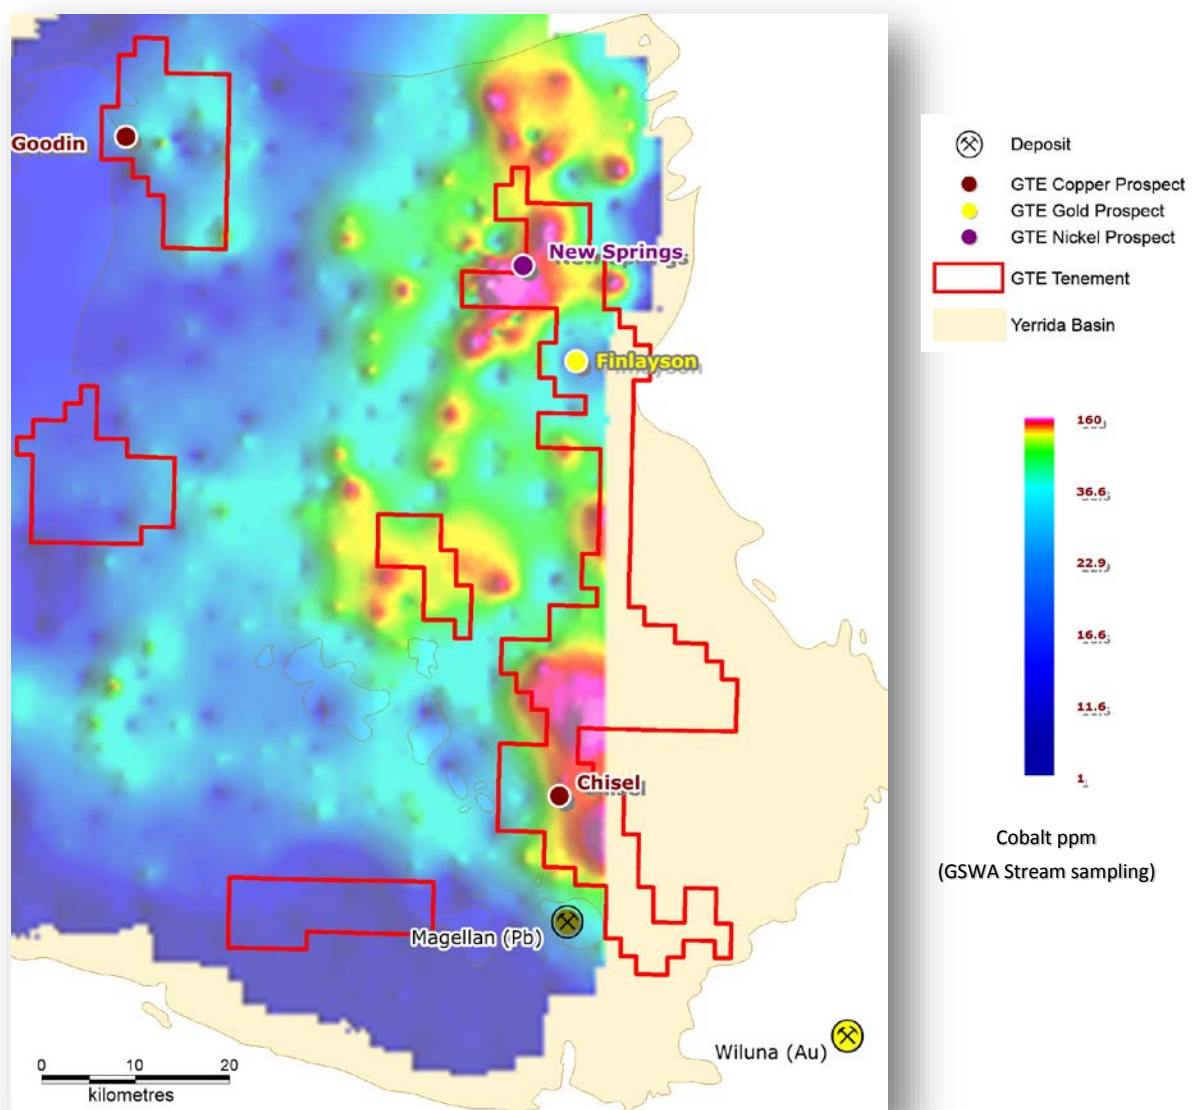 Goodin
New Springs
Finlayson
Chisel
Magellan (Pb)
Wiluna (Au)
0 10 20
kilometres
Deposit
GTE Copper Prospect
GTE Gold Prospect
GTE Nickel Prospect
GTE Tenement
Yerrida Basin
160
36.6
22.9
16.6
11.6
1
Cobalt ppm
(GSWA Stream sampling)